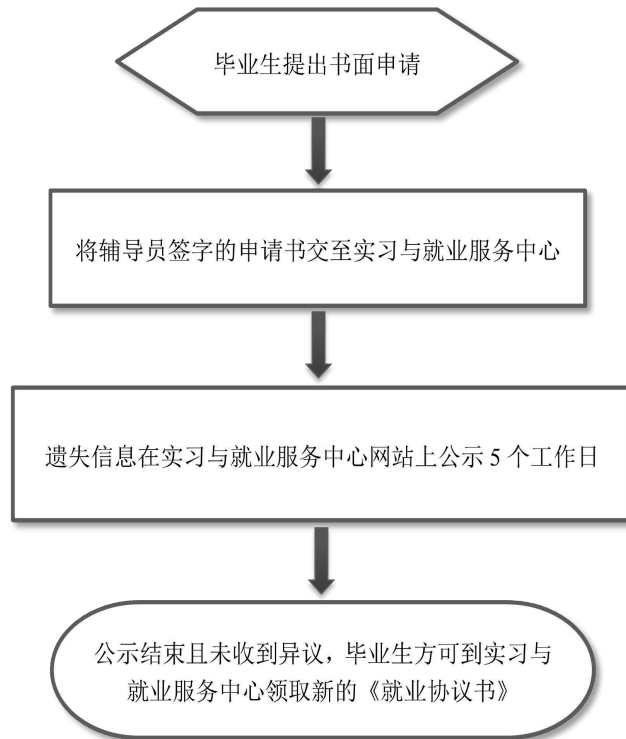 毕业生提出书面申请
将辅导员签字的申请书交至实习与就业服务中心
遗失信息在实习与就业服务中心网站上公示 5 个工作日
公示结束且未收到异议，毕业生方可到实习与
就业服务中心领取新的《就业协议书》